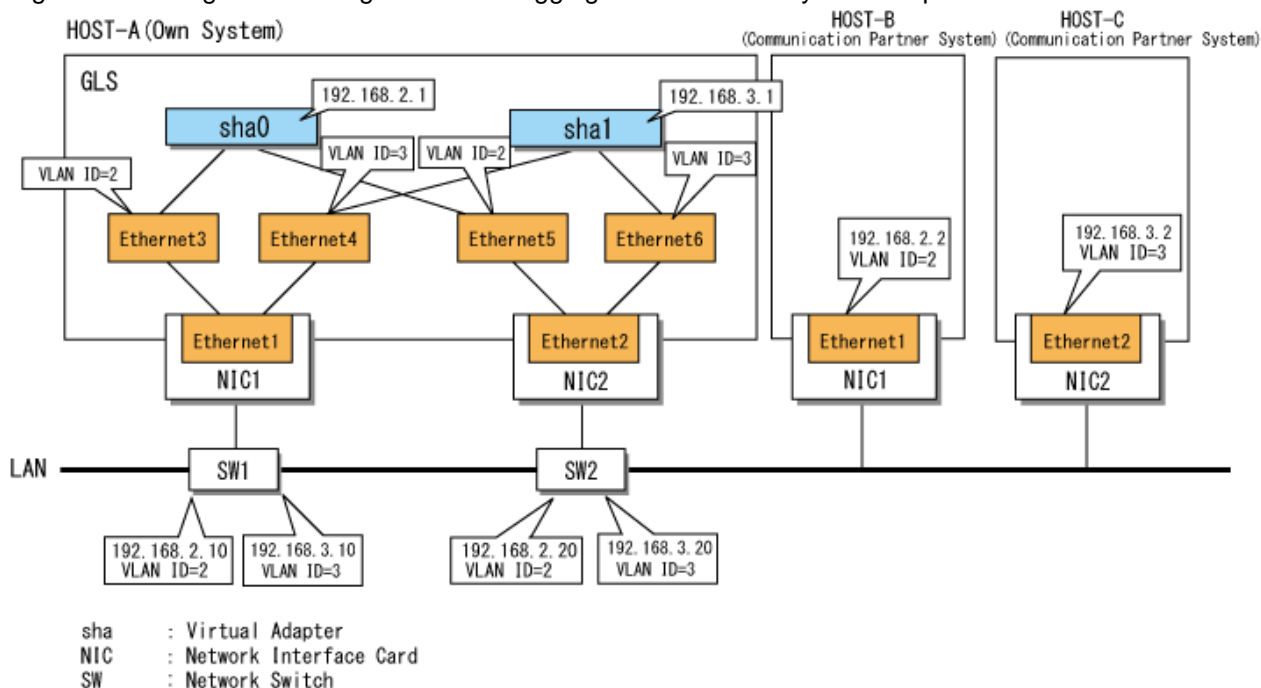 HOST-A(Own System)
HOST-B
(Communication Partner System)
HOST-C
(Communication Partner System)
GLS
192.168.2.1
192.168.3.1
sha0
sha1
VLAN ID=2
VLAN ID=3
VLAN ID=2
VLAN ID=3
Ethernet3
Ethernet4
Ethernet5
Ethernet6
192.168.2.2
VLAN ID=2
192.168.3.2
VLAN ID=3
Ethernet1
Ethernet2
Ethernet1
Ethernet2
NIC1
NIC2
NIC1
NIC2
LAN
SW1
SW2
192.168.2.10
VLAN ID=2
192.168.3.10
VLAN ID=3
192.168.2.20
VLAN ID=2
192.168.3.20
VLAN ID=3
sha : Virtual Adapter
NIC : Network Interface Card
SW : Network Switch